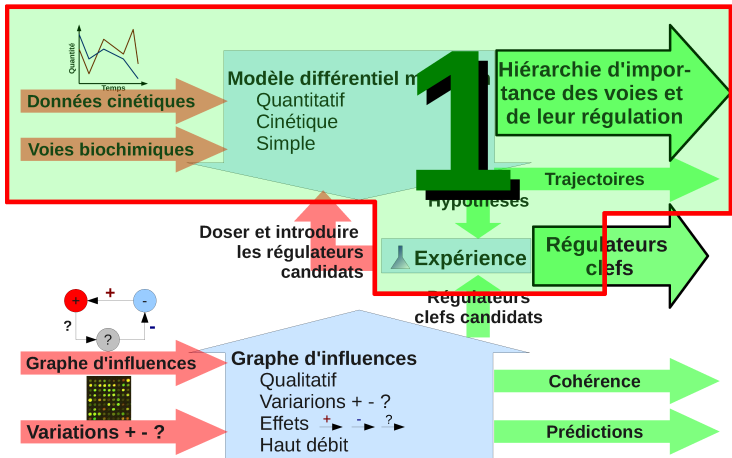 Quantité
Temps
Données cinétiques
Voies biochimiques
Modèle différentiel m
Quantitatif
Cinétique
Simple
1
Hiérarchie d'impor-
tance des voies et
de leur régulation
Trajectoires
Hypothèses
Doser et introduire
les régulateurs
candidats
Expérience
Régulateurs
clefs
Régulateurs
clefs candidats
+
+ -
? -
?
Graphe d'influences
Variations + - ?
Graphe d'influences
Qualitatif
Variarions + - ?
Effets + - ?
Haut débit
Cohérence
Prédictions